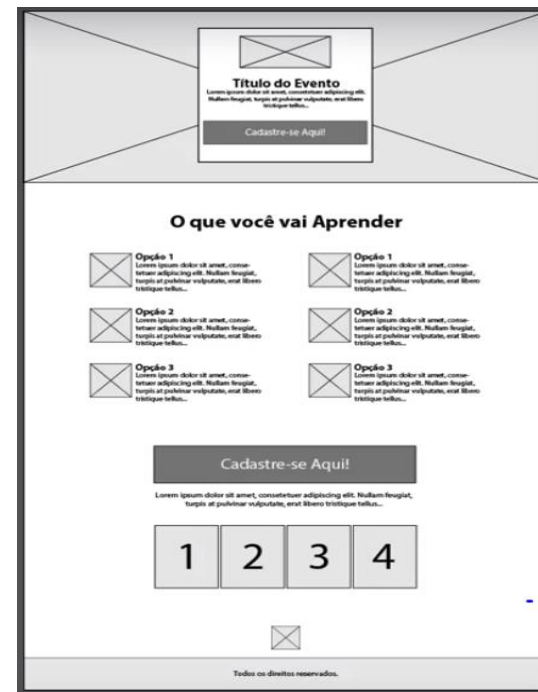 Título do Evento
Lorem ipsum dolor sit amet, consectetuer adipiscing elit.
Nullam feugiat, turpis at pulvinar vulputate, erat libero
tristique tellus...
Cadastre-se Aqui!
O que você vai Aprender
Opção 1
Lorem ipsum dolor sit amet, conse-
tetuer adipiscing elit. Nullam feugiat,
turpis at pulvinar vulputate, erat libero
tristique tellus...
Opção 1
Lorem ipsum dolor sit amet, conse-
tetuer adipiscing elit. Nullam feugiat,
turpis at pulvinar vulputate, erat libero
tristique tellus...
Opção 2
Lorem ipsum dolor sit amet, conse-
tetuer adipiscing elit. Nullam feugiat,
turpis at pulvinar vulputate, erat libero
tristique tellus...
Opção 2
Lorem ipsum dolor sit amet, conse-
tetuer adipiscing elit. Nullam feugiat,
turpis at pulvinar vulputate, erat libero
tristique tellus...
Opção 3
Lorem ipsum dolor sit amet, conse-
tetuer adipiscing elit. Nullam feugiat,
turpis at pulvinar vulputate, erat libero
tristique tellus...
Opção 3
Lorem ipsum dolor sit amet, conse-
tetuer adipiscing elit. Nullam feugiat,
turpis at pulvinar vulputate, erat libero
tristique tellus...
Cadastre-se Aqui!
Lorem ipsum dolor sit amet, consetetuer adipiscing elit. Nullam feugiat,
turpis at pulvinar vulputate, erat libero tristique tellus...
1 2 3 4
Todos os direitos reservados.